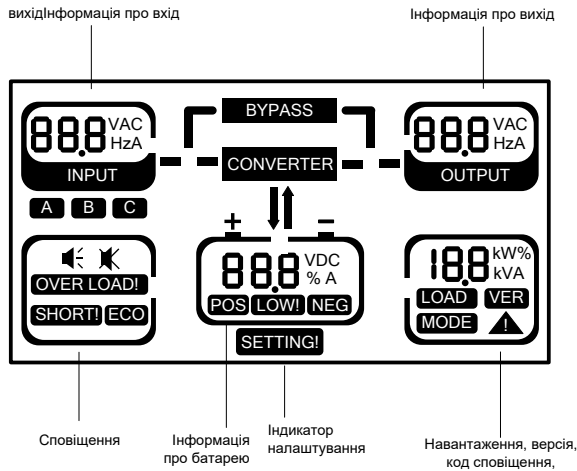 вихідІнформація про вхід
Інформація про вихід
88.8 VAC
HzA
INPUT
BYPASS
CONVERTER
88.8 VAC
HzA
OUTPUT
A B C
+ −
OVER LOAD!
SHORT! ECO
88.8 VDC
% A
POS LOW! NEG
SETTING!
188 kW%
kVA
LOAD VER
MODE !
Сповіщення
Інформація
про батарею
Індикатор
налаштування
Навантаження, версія,
код сповіщення,